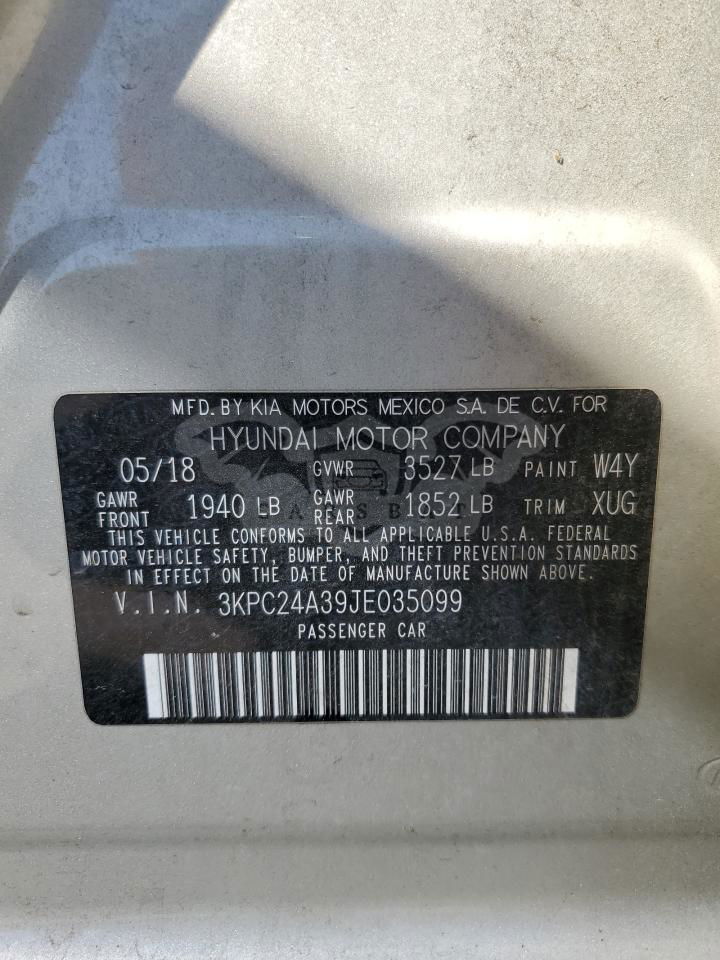 MFD. BY KIA MOTORS MEXICO S.A. DE C.V. FOR
HYUNDAI MOTOR COMPANY
05/18 GVWR 3527 LB PAINT W4Y
GAWR FRONT 1940 LB GAWR REAR 1852 LB TRIM XUG
THIS VEHICLE CONFORMS TO ALL APPLICABLE U.S.A. FEDERAL
MOTOR VEHICLE SAFETY, BUMPER, AND THEFT PREVENTION STANDARDS
IN EFFECT ON THE DATE OF MANUFACTURE SHOWN ABOVE.
V.I.N. 3KPC24A39JE035099
PASSENGER CAR